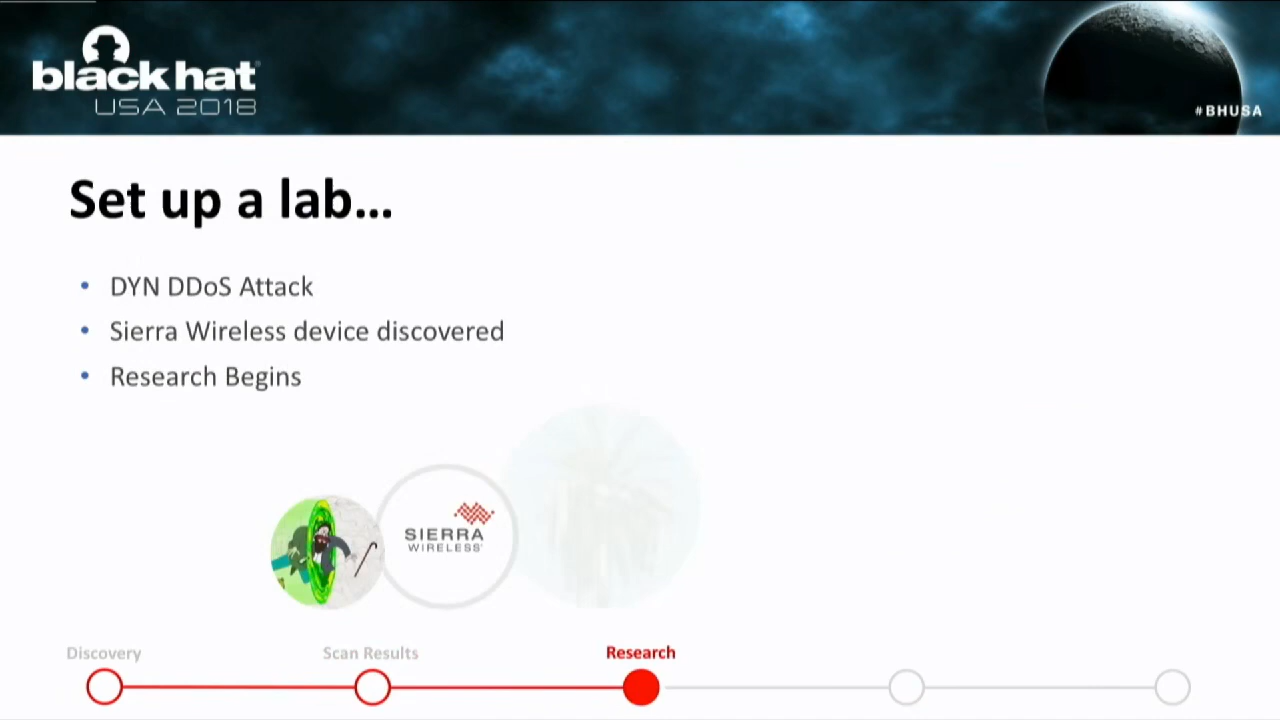 black hat
USA 2018
#BHUSA
Set up a lab...
• DYN DDoS Attack
• Sierra Wireless device discovered
• Research Begins
SIERRA
WIRELESS
Discovery
Scan Results
Research